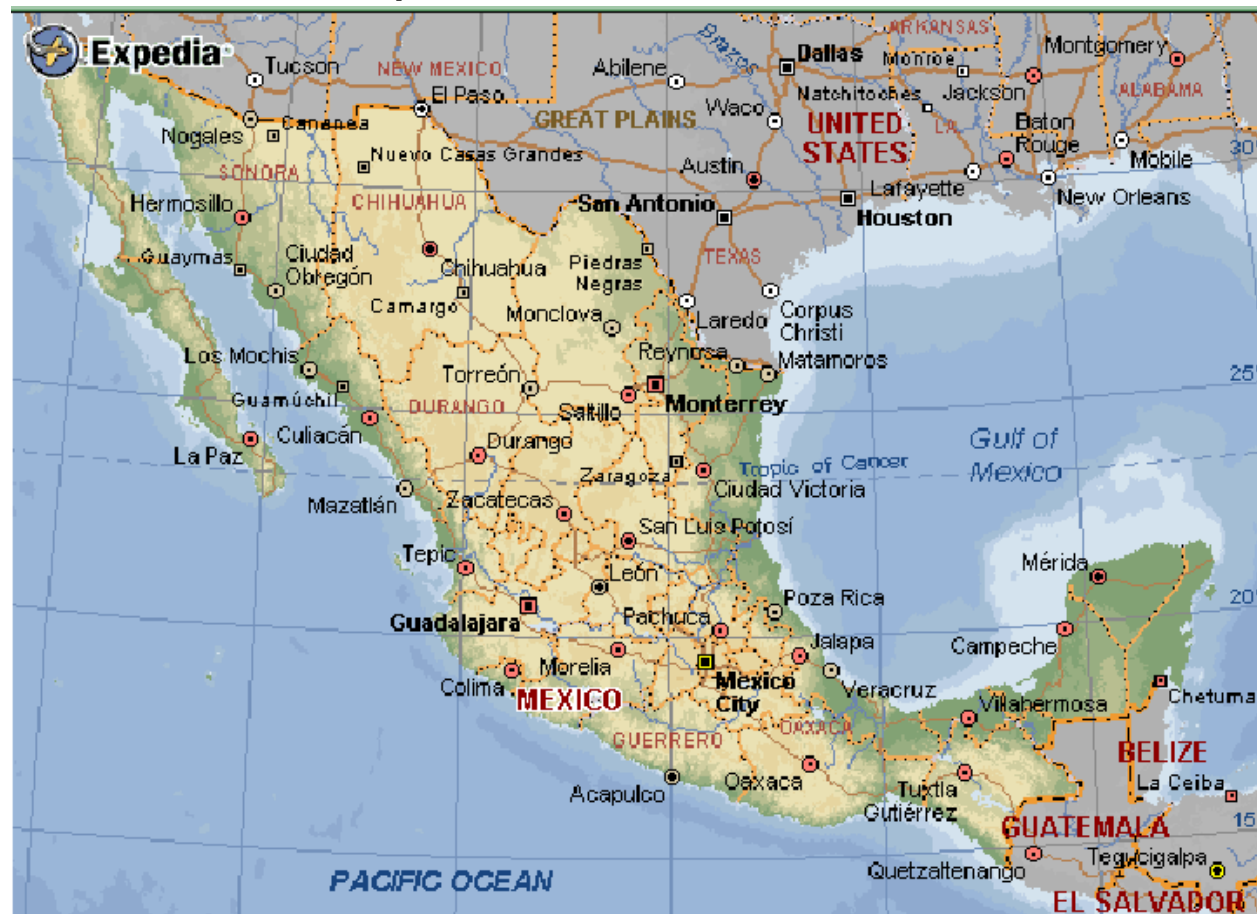 Expedia
ARKANSAS
Montgomery
Dallas
Monroe
Brazos
Tucson
NEW MEXICO
Abilene
El Paso
Natchitoches
Jackson
ALABAMA
Waco
GREAT PLAINS
UNITED
STATES
LA
Baton
Rouge
Nogales
Cananea
Mobile
30°
Nuevo Casas Grandes
SONORA
Austin
Lafayette
New Orleans
Hermosillo
CHIHUAHUA
San Antonio
Houston
Guaymas
Ciudad
Obregón
Chihuahua
Piedras
Negras
TEXAS
Camargo
Monclova
Laredo
Corpus
Christi
Los Mochis
Reynosa
Matamoros
Torreón
25°
Guamúchil
DURANGO
Saltillo
Monterrey
Culiacán
La Paz
Durango
Gulf of
Mexico
Zaragoza
Tropic of Cancer
Ciudad Victoria
Mazatlán
Zacatecas
San Luis Potosí
Tepic
León
Mérida
Poza Rica
20°
Guadalajara
Pachuca
Jalapa
Campeche
Morelia
Colima
MEXICO
Mexico
City
Veracruz
Villahermosa
Chetuma
GUERRERO
OAXACA
BELIZE
Acapulco
Oaxaca
Tuxtla
Gutiérrez
La Ceiba
GUATEMALA
15
Quetzaltenango
Tegucigalpa
PACIFIC OCEAN
EL SALVADOR